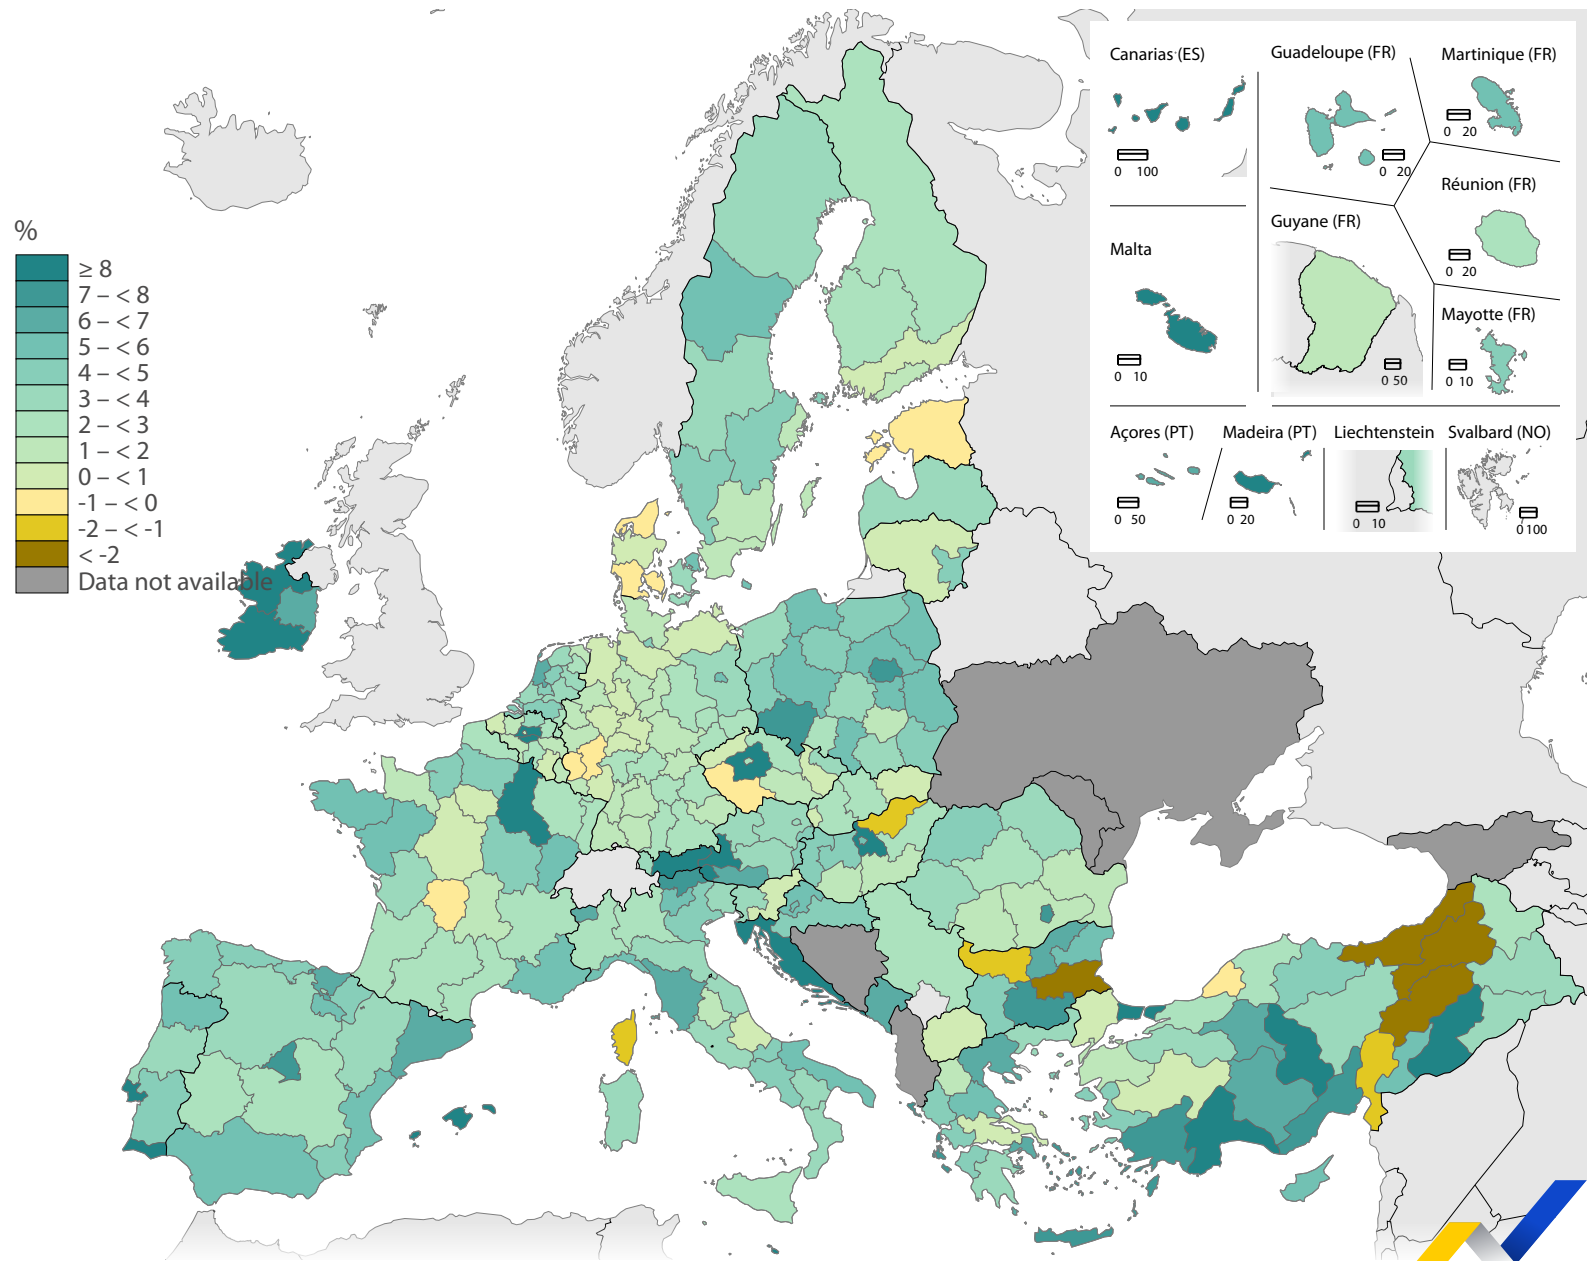 %
≥ 8
7 – < 8
6 – < 7
5 – < 6
4 – < 5
3 – < 4
2 – < 3
1 – < 2
0 – < 1
-1 – < 0
-2 – < -1
< -2
Data not available
Canarias (ES)
0 100
Guadeloupe (FR)
0 20
Martinique (FR)
0 20
Réunion (FR)
0 20
Malta
0 10
Guyane (FR)
0 50
Mayotte (FR)
0 10
Açores (PT)
0 50
Madeira (PT)
0 20
Liechtenstein
0 10
Svalbard (NO)
0 100